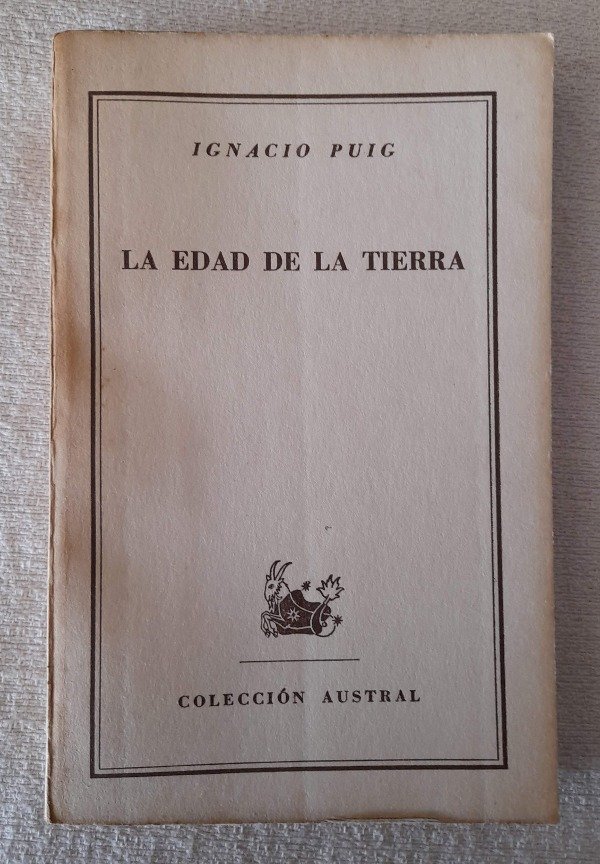 IGNACIO PUIG
LA EDAD DE LA TIERRA
COLECCIÓN AUSTRAL